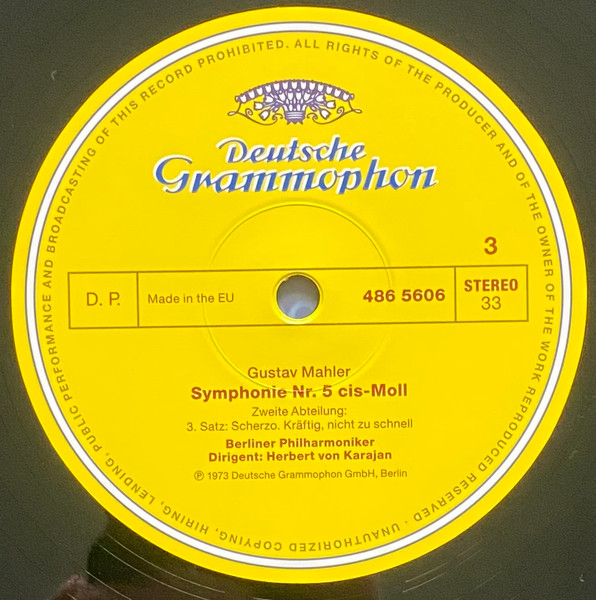 Deutsche
Grammophon
3
D. P.
Made in the EU
486 5606
STEREO
33
Gustav Mahler
Symphonie Nr. 5 cis-Moll
Zweite Abteilung:
3. Satz: Scherzo. Kräftig, nicht zu schnell
Berliner Philharmoniker
Dirigent: Herbert von Karajan
Ⓟ 1973 Deutsche Grammophon GmbH, Berlin
ALL RIGHTS OF THE PRODUCER AND OF THE OWNER OF THE WORK REPRODUCED RESERVED · UNAUTHORIZED COPYING, HIRING, LENDING, PUBLIC PERFORMANCE AND BROADCASTING OF THIS RECORD PROHIBITED.